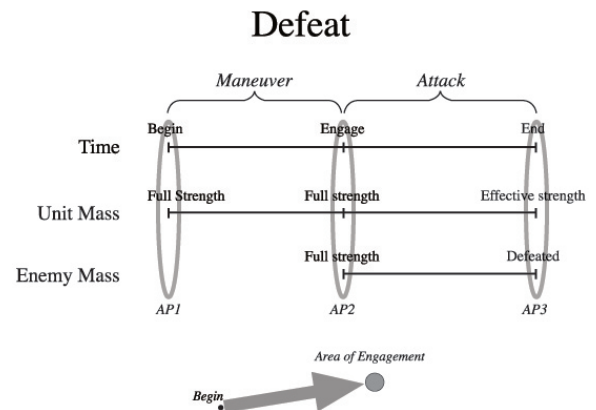 Defeat
Maneuver Attack
Begin Engage End
Time
Full Strength Full strength Effective strength
Unit Mass
Full strength Defeated
Enemy Mass
AP1 AP2 AP3
Area of Engagement
Begin